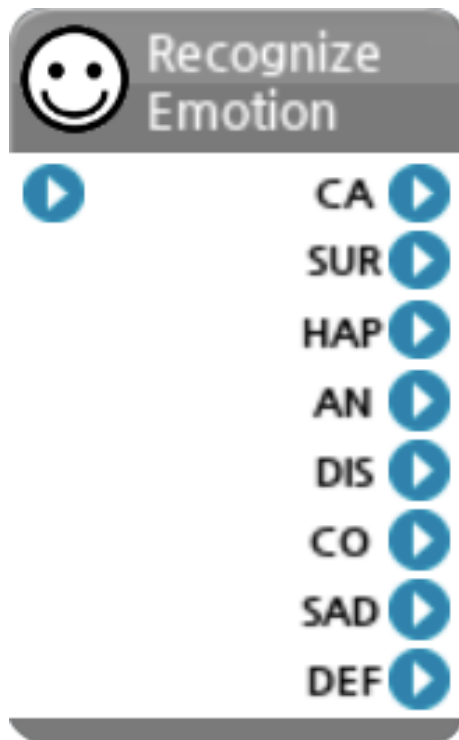 Recognize
Emotion
CA
SUR
HAP
AN
DIS
CO
SAD
DEF